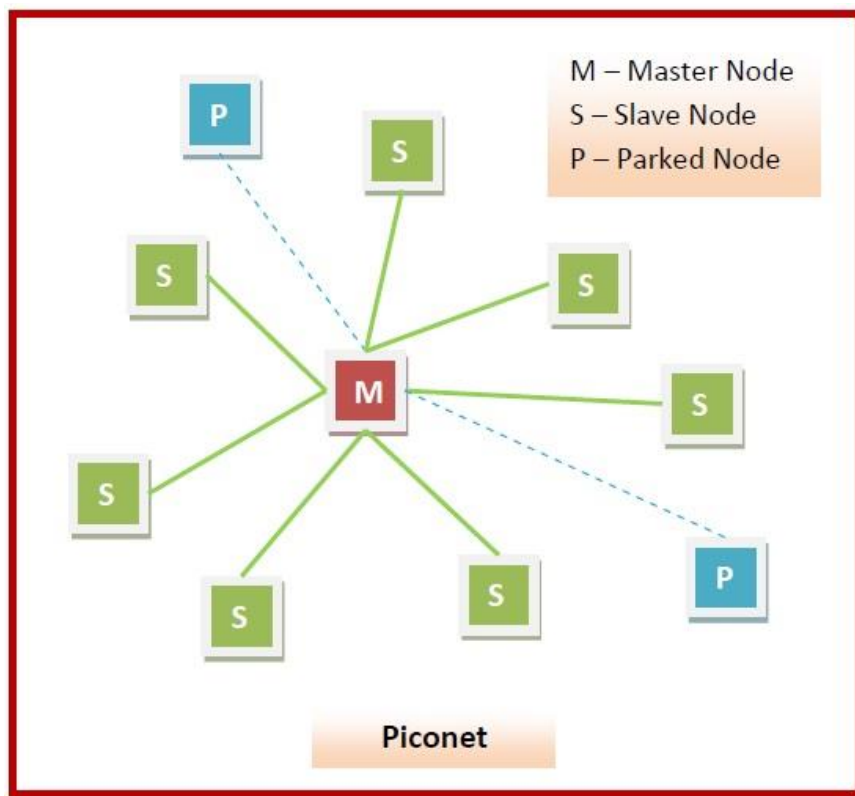 M – Master Node
S – Slave Node
P – Parked Node
P
S
S
S
M
S
S
P
S
S
Piconet